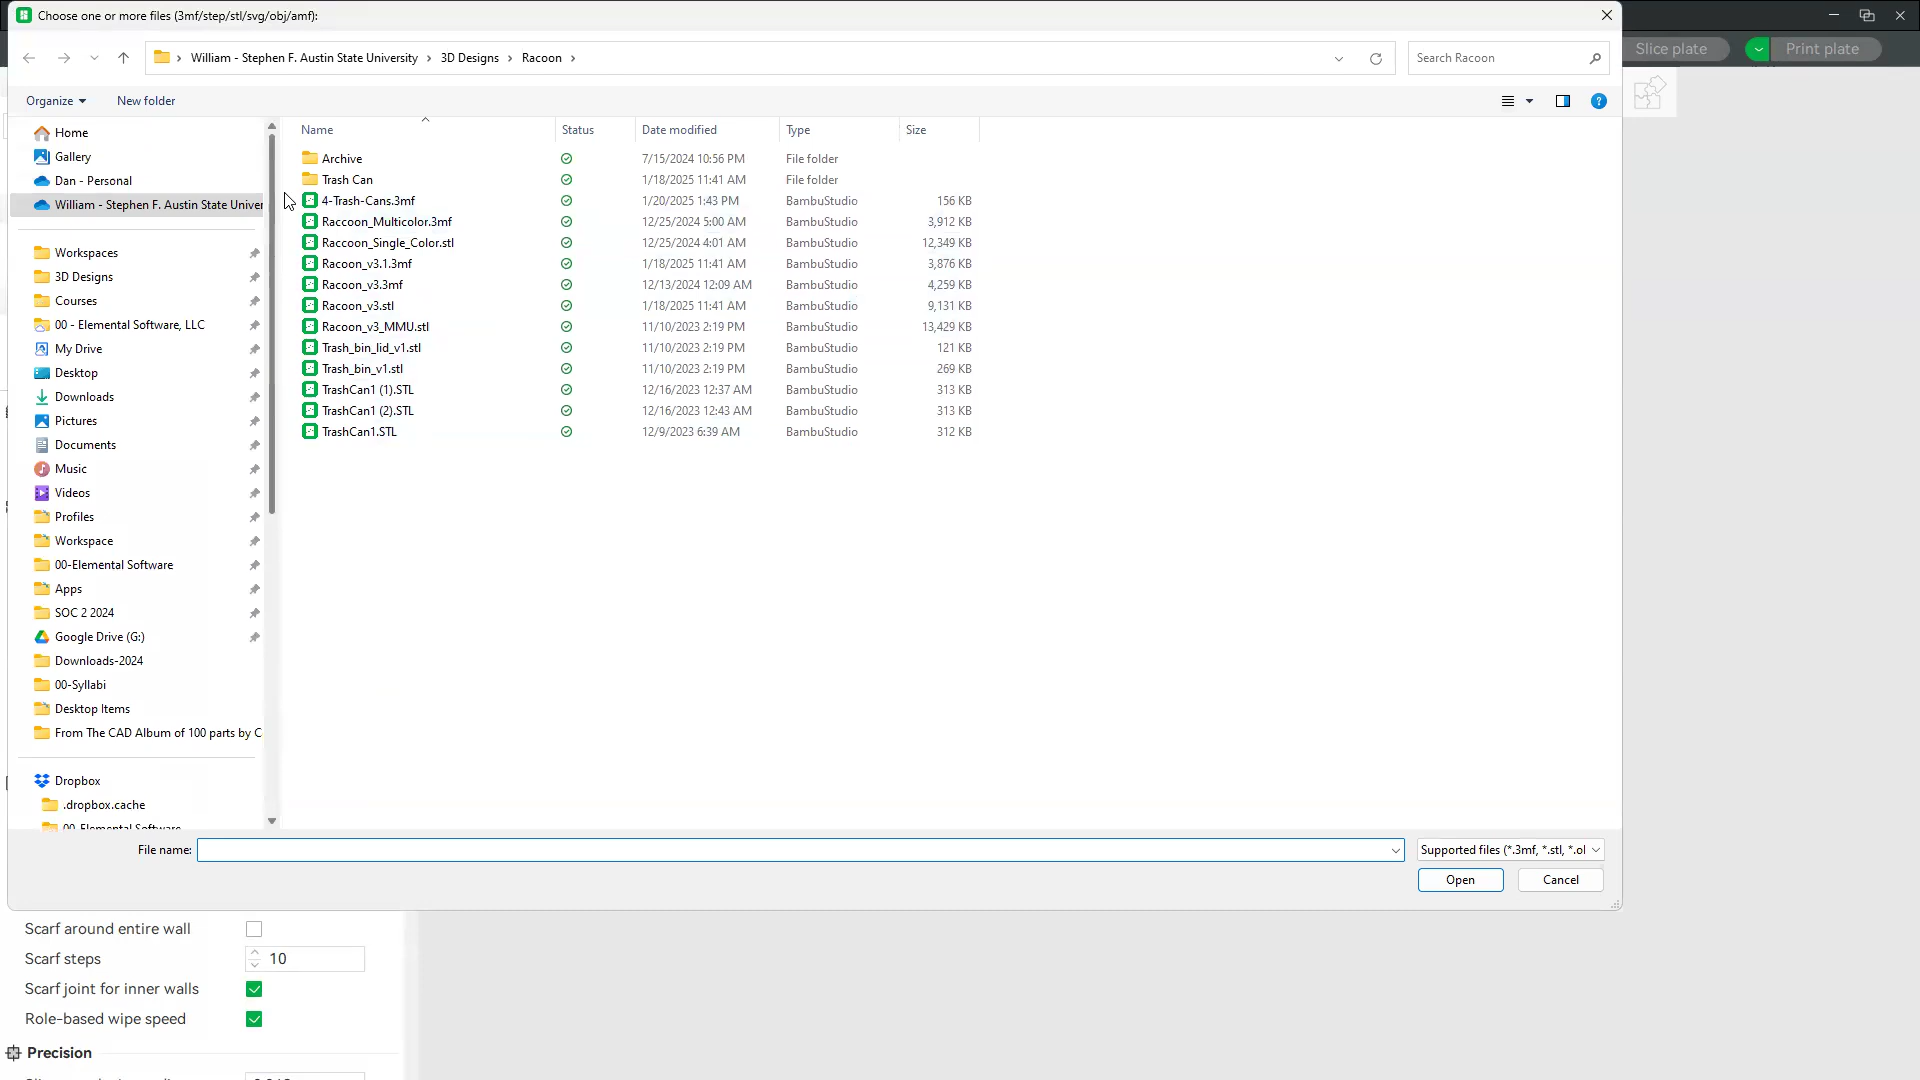 Choose one or more files (3mf/step/stl/svg/obj/amf):
Slice plate
Print plate
William - Stephen F. Austin State University > 3D Designs > Racoon >
Search Racoon
Organize
New folder
Name Status Date modified Type Size
Home
Gallery
Dan - Personal
William - Stephen F. Austin State Univer
Workspaces
3D Designs
Courses
00 - Elemental Software, LLC
My Drive
Desktop
Downloads
Pictures
Documents
Music
Videos
Profiles
Workspace
00-Elemental Software
Apps
SOC 2 2024
Google Drive (G:)
Downloads-2024
00-Syllabi
Desktop Items
From The CAD Album of 100 parts by C
Dropbox
.dropbox.cache
00-Elemental Software
Archive 7/15/2024 10:56 PM File folder
Trash Can 1/18/2025 11:41 AM File folder
4-Trash-Cans.3mf 1/20/2025 1:43 PM BambuStudio 156 KB
Raccoon_Multicolor.3mf 12/25/2024 5:00 AM BambuStudio 3,912 KB
Raccoon_Single_Color.stl 12/25/2024 4:01 AM BambuStudio 12,349 KB
Racoon_v3.1.3mf 1/18/2025 11:41 AM BambuStudio 3,876 KB
Racoon_v3.3mf 12/13/2024 12:09 AM BambuStudio 4,259 KB
Racoon_v3.stl 1/18/2025 11:41 AM BambuStudio 9,131 KB
Racoon_v3_MMU.stl 11/10/2023 2:19 PM BambuStudio 13,429 KB
Trash_bin_lid_v1.stl 11/10/2023 2:19 PM BambuStudio 121 KB
Trash_bin_v1.stl 11/10/2023 2:19 PM BambuStudio 269 KB
TrashCan1 (1).STL 12/16/2023 12:37 AM BambuStudio 313 KB
TrashCan1 (2).STL 12/16/2023 12:43 AM BambuStudio 313 KB
TrashCan1.STL 12/9/2023 6:39 AM BambuStudio 312 KB
File name:
Supported files (*.3mf, *.stl, *.ol
Open
Cancel
Scarf around entire wall
Scarf steps 10
Scarf joint for inner walls
Role-based wipe speed
Precision